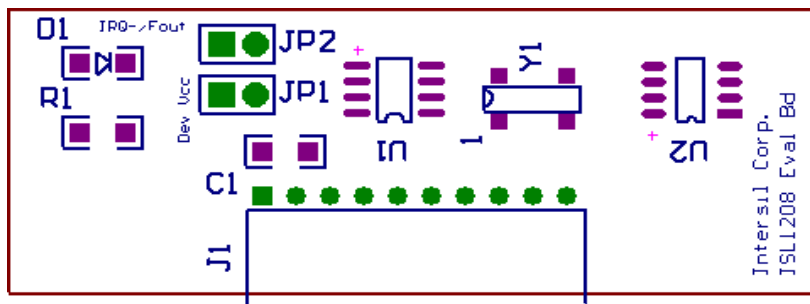 D1
IRQ-/Fout
JP2
R1
Dev Vcc
JP1
U1
1
Y1
U2
C1
J1
Intersil Corp.
ISL1208 Eval Bd